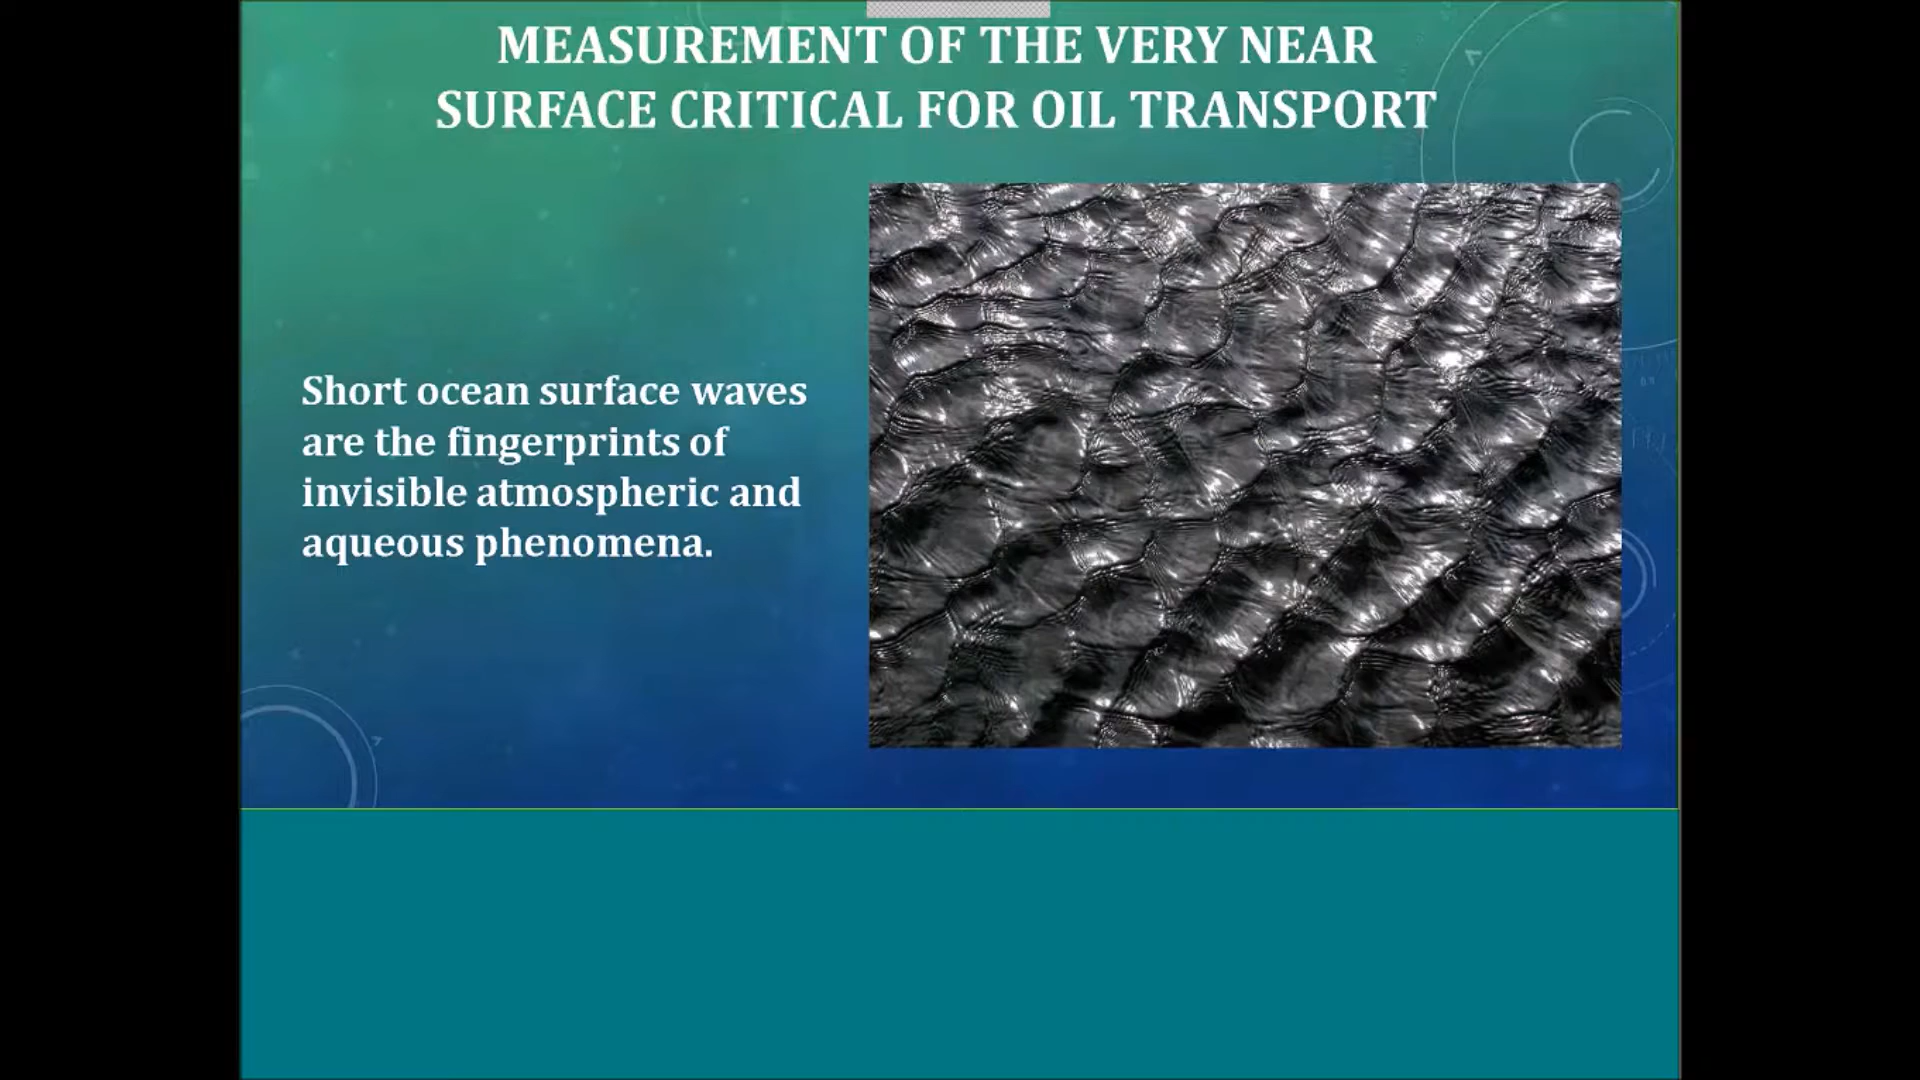 MEASUREMENT OF THE VERY NEAR
SURFACE CRITICAL FOR OIL TRANSPORT
Short ocean surface waves
are the fingerprints of
invisible atmospheric and
aqueous phenomena.